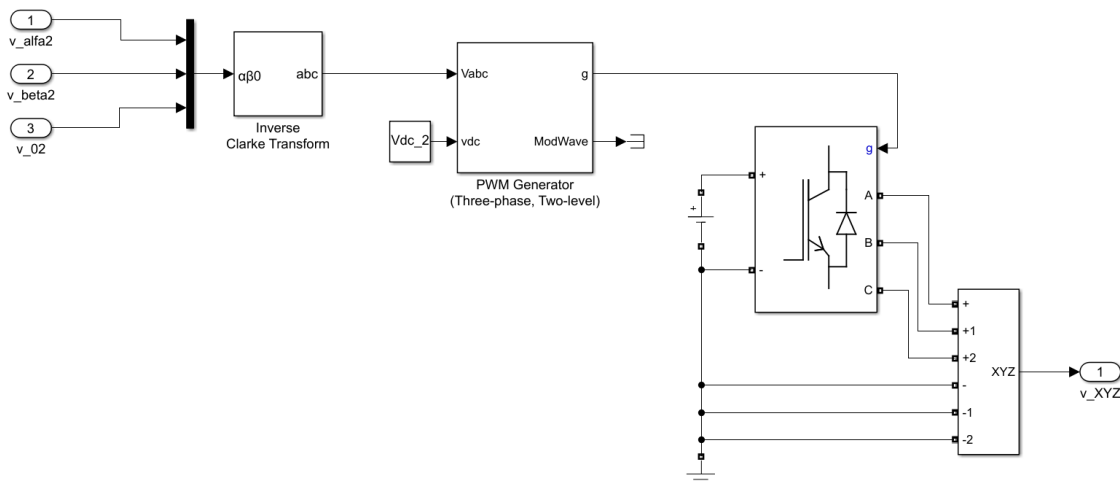 1
v_alfa2
2
v_beta2
3
v_02
αβ0
abc
Inverse
Clarke Transform
Vdc_2
Vabc
g
vdc
ModWave
PWM Generator
(Three-phase, Two-level)
+
+
-
g
A
B
C
+
+1
+2
-
-1
-2
XYZ
1
v_XYZ